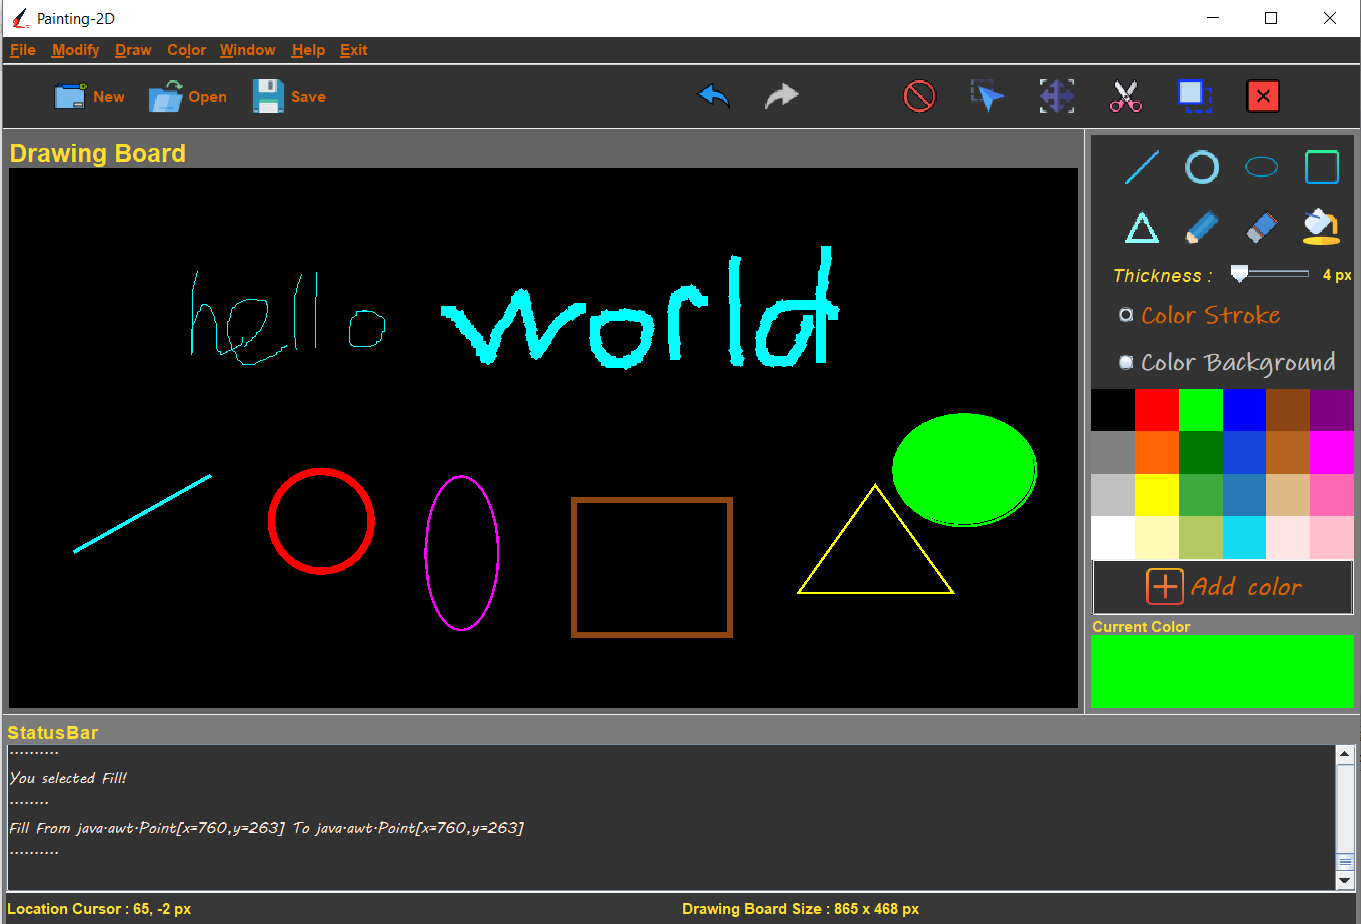 Painting-2D
File Modify Draw Color Window Help Exit
New Open Save
Drawing Board
hello world
Thickness : 4 px
Color Stroke
Color Background
Add color
Current Color
StatusBar
..........
You selected Fill!
........
Fill From java.awt.Point[x=760,y=263] To java.awt.Point[x=760,y=263]
..........
Location Cursor : 65, -2 px Drawing Board Size : 865 x 468 px